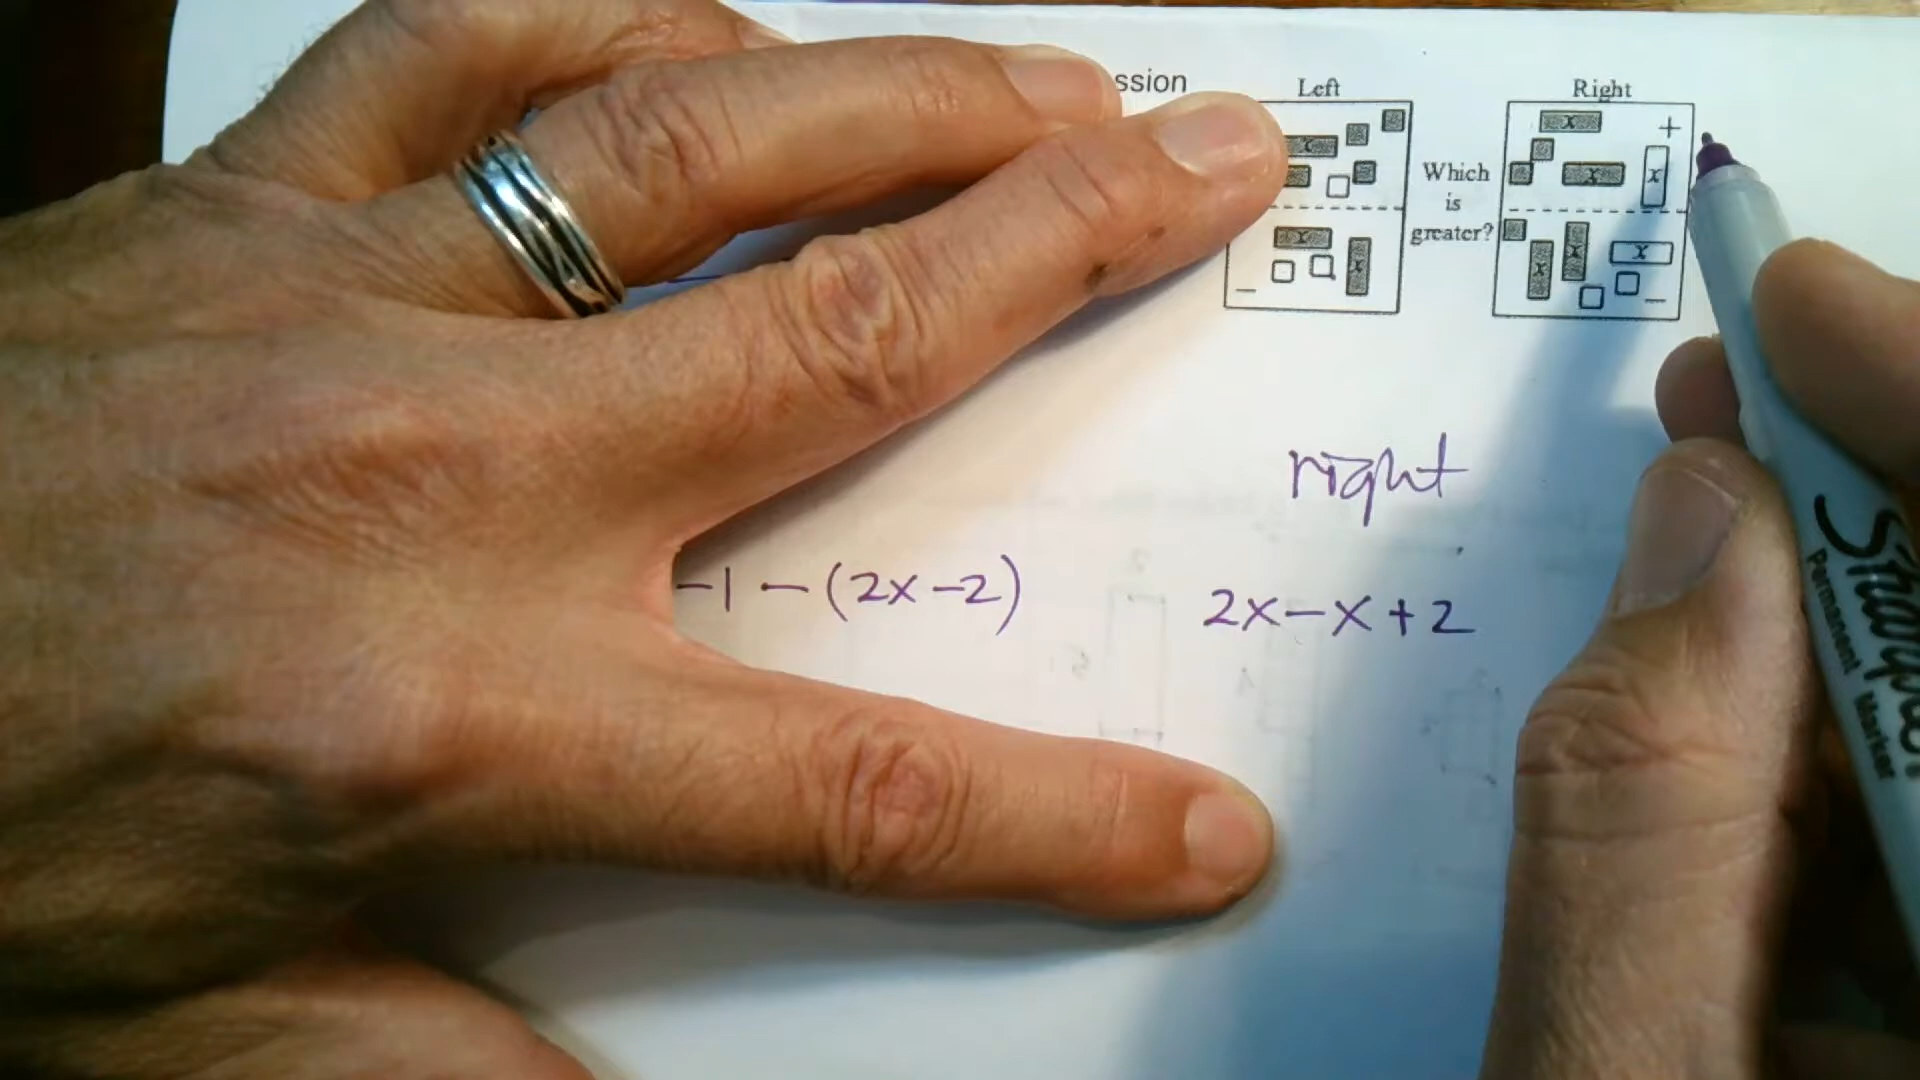 ssion
Left
Right
x
x
+
x
x
Which
is
greater?
x
x
−
x
x
x
−
right
-1 - (2x - 2)
2x - x + 2
Sharpie.
Permanent Marker